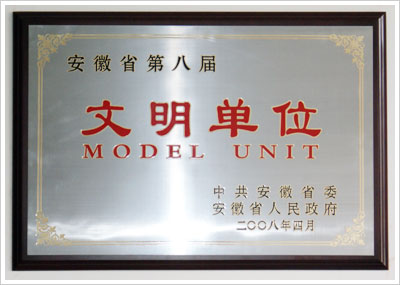 安徽省第八届
文明单位
MODEL UNIT
中共安徽省委
安徽省人民政府
二〇〇八年四月